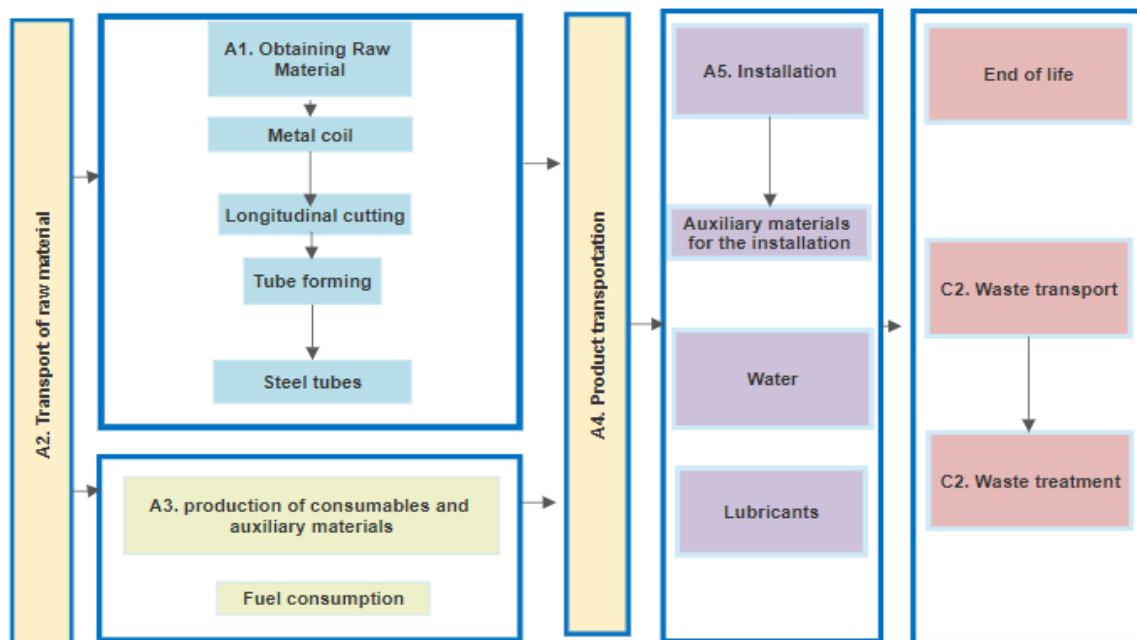 A2. Transport of raw material
A1. Obtaining Raw
Material
Metal coil
Longitudinal cutting
Tube forming
Steel tubes
A3. production of consumables and
auxiliary materials
Fuel consumption
A4. Product transportation
A5. Installation
Auxiliary materials
for the installation
Water
Lubricants
End of life
C2. Waste transport
C2. Waste treatment